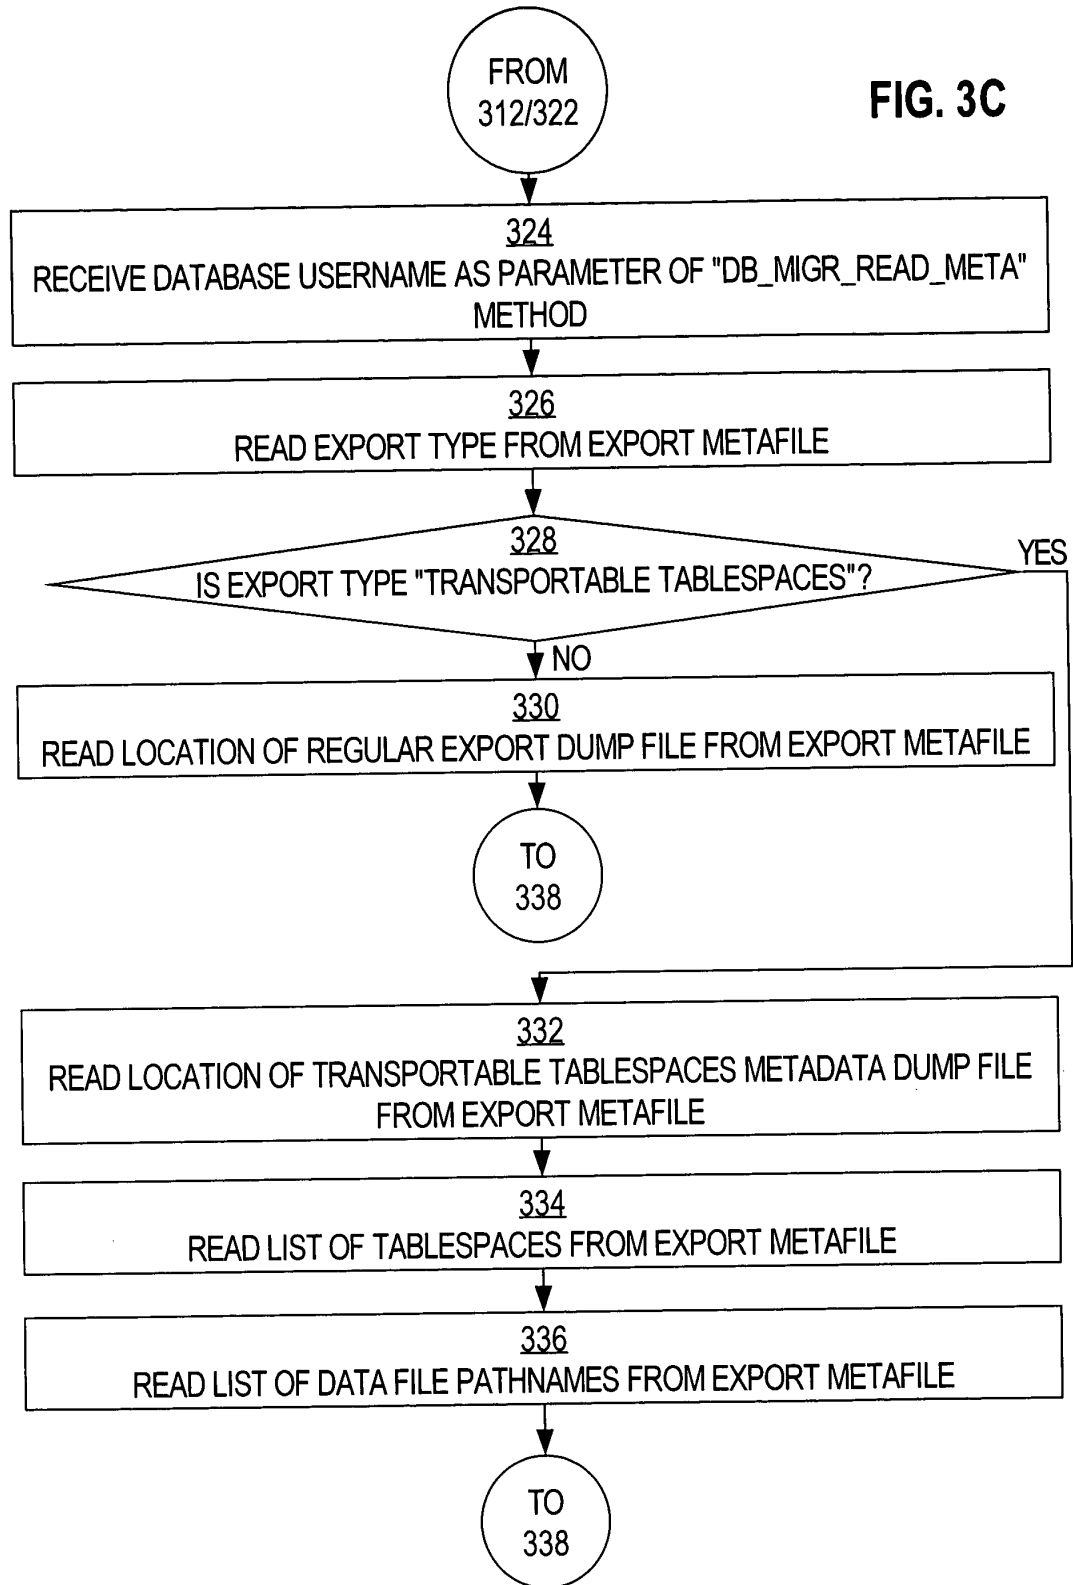 FROM
312/322
FIG. 3C
324
RECEIVE DATABASE USERNAME AS PARAMETER OF "DB_MIGR_READ_META"
METHOD
326
READ EXPORT TYPE FROM EXPORT METAFILE
328
IS EXPORT TYPE "TRANSPORTABLE TABLESPACES"?
YES
NO
330
READ LOCATION OF REGULAR EXPORT DUMP FILE FROM EXPORT METAFILE
TO
338
332
READ LOCATION OF TRANSPORTABLE TABLESPACES METADATA DUMP FILE
FROM EXPORT METAFILE
334
READ LIST OF TABLESPACES FROM EXPORT METAFILE
336
READ LIST OF DATA FILE PATHNAMES FROM EXPORT METAFILE
TO
338